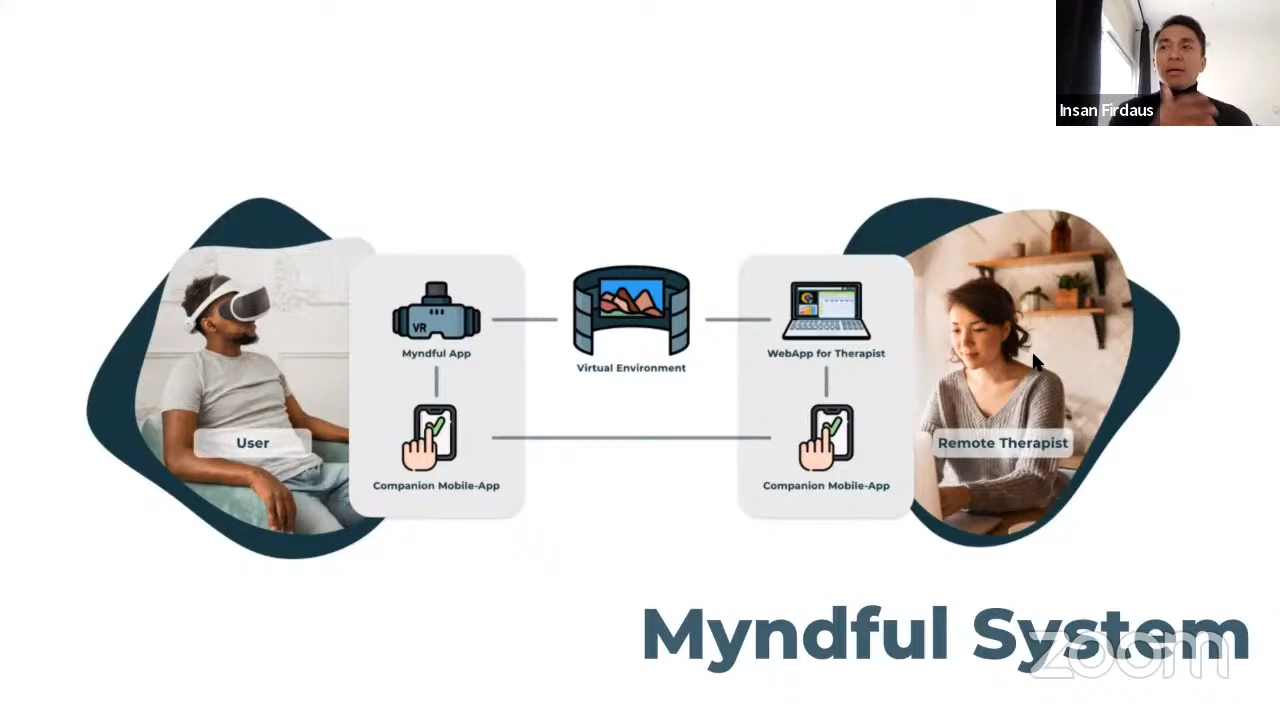 Insan Firdaus
VR
Myndful App
Virtual Environment
WebApp for Therapist
User
Remote Therapist
Companion Mobile-App
Companion Mobile-App
Myndful System
zoom